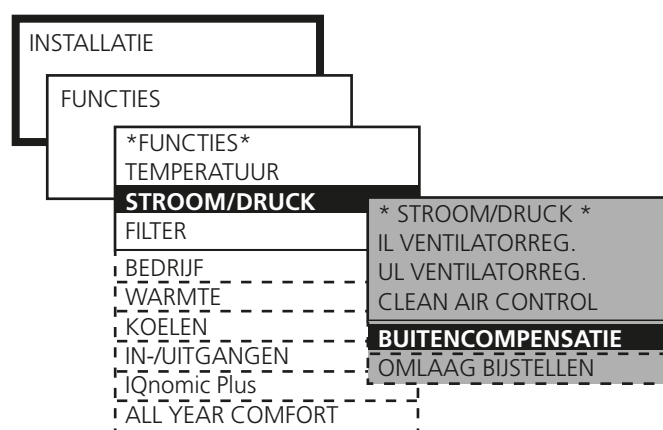 INSTALLATIE
FUNCTIES
*FUNCTIES*
TEMPERATUUR
STROOM/DRUCK
FILTER
BEDRIJF
WARMTE
KOELEN
IN-/UITGANGEN
IQnomic Plus
ALL YEAR COMFORT
* STROOM/DRUCK *
IL VENTILATORREG.
UL VENTILATORREG.
CLEAN AIR CONTROL
BUITENCOMPENSATIE
OMLAAG BIJSTELLEN